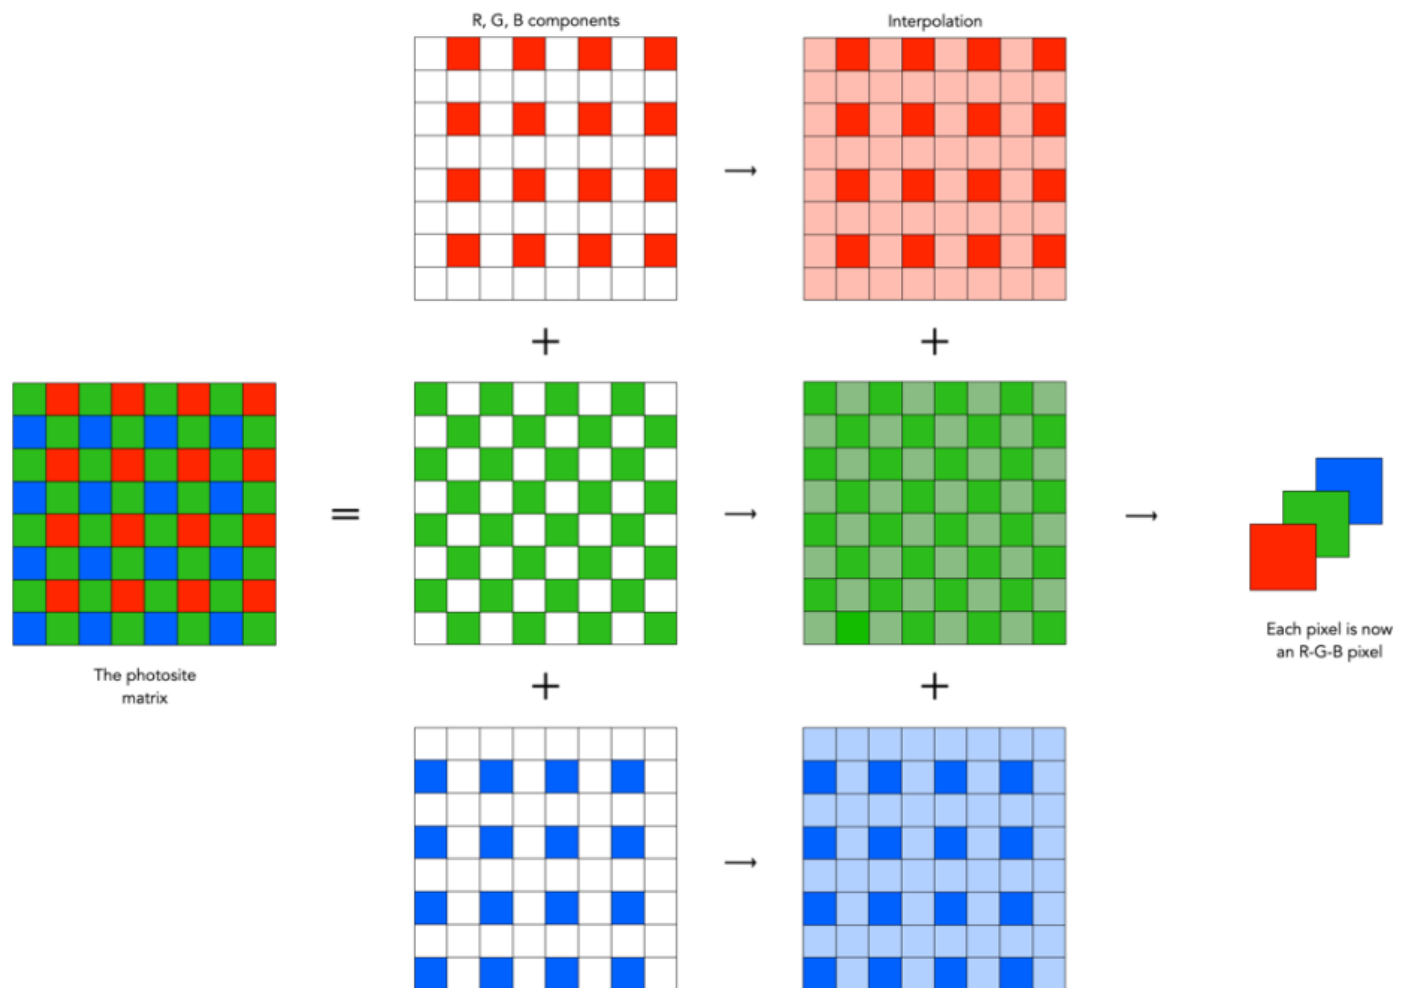 R, G, B components
Interpolation
The photosite
matrix
Each pixel is now
an R-G-B pixel